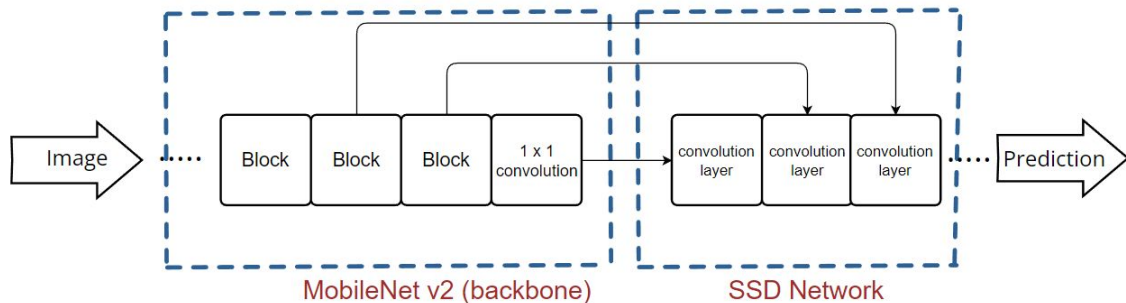 Image
.....
Block
Block
Block
1 x 1
convolution
convolution
layer
convolution
layer
convolution
layer
.....
Prediction
MobileNet v2 (backbone)
SSD Network